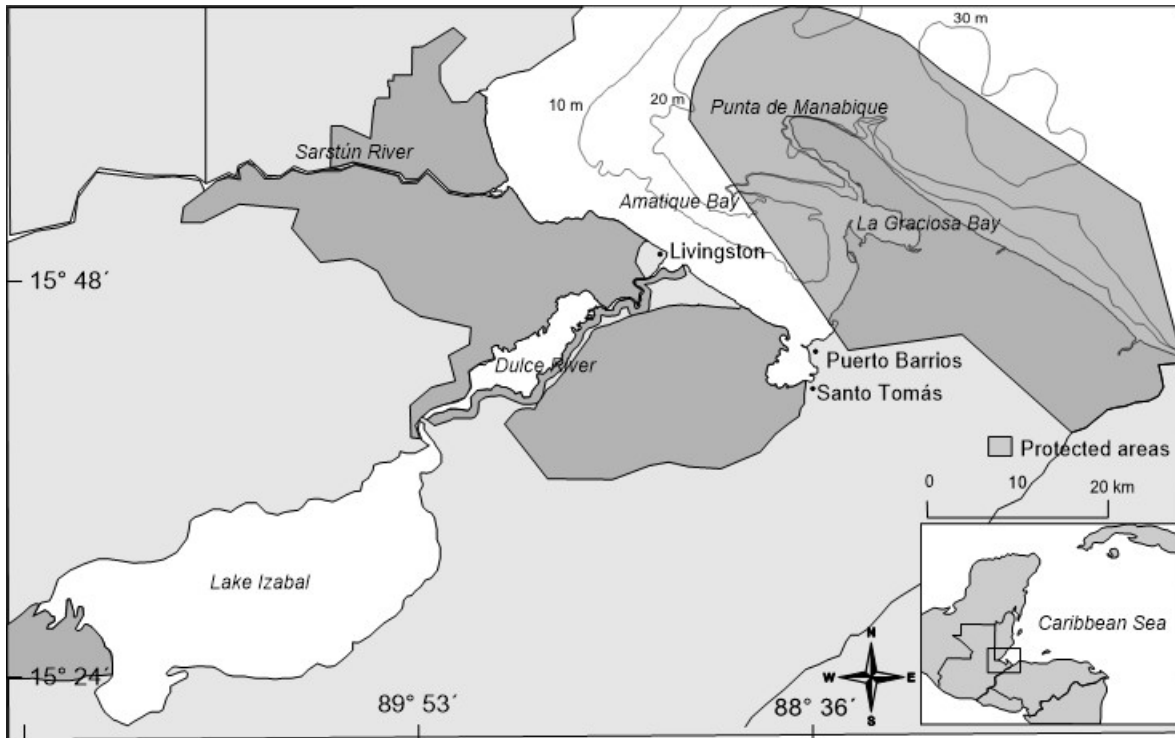 30 m
10 m
20 m
Punta de Manabique
Sarstún River
Amatique Bay
La Graciosa Bay
Livingston
15° 48´
Dulce River
Puerto Barrios
Santo Tomás
Protected areas
0 10 20 km
Lake Izabal
Caribbean Sea
N
W E
S
15° 24´
89° 53´
88° 36´